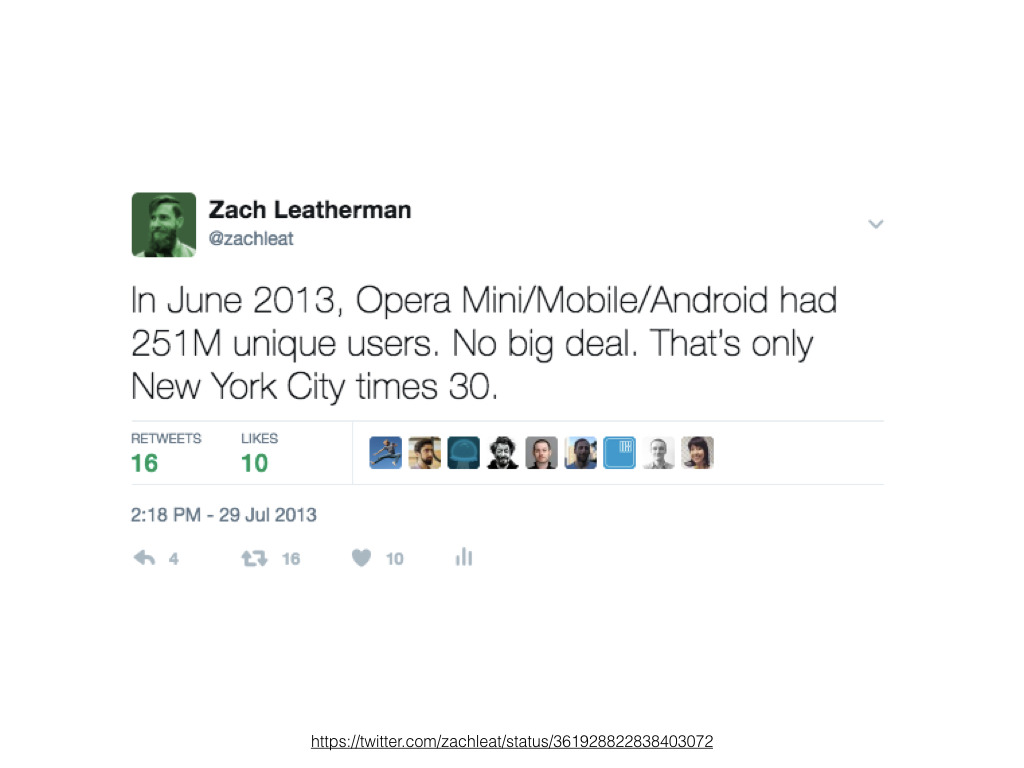 Zach Leatherman
@zachleat
In June 2013, Opera Mini/Mobile/Android had
251M unique users. No big deal. That's only
New York City times 30.
RETWEETS LIKES
16 10
2:18 PM - 29 Jul 2013
4 16 10
https://twitter.com/zachleat/status/361928822838403072